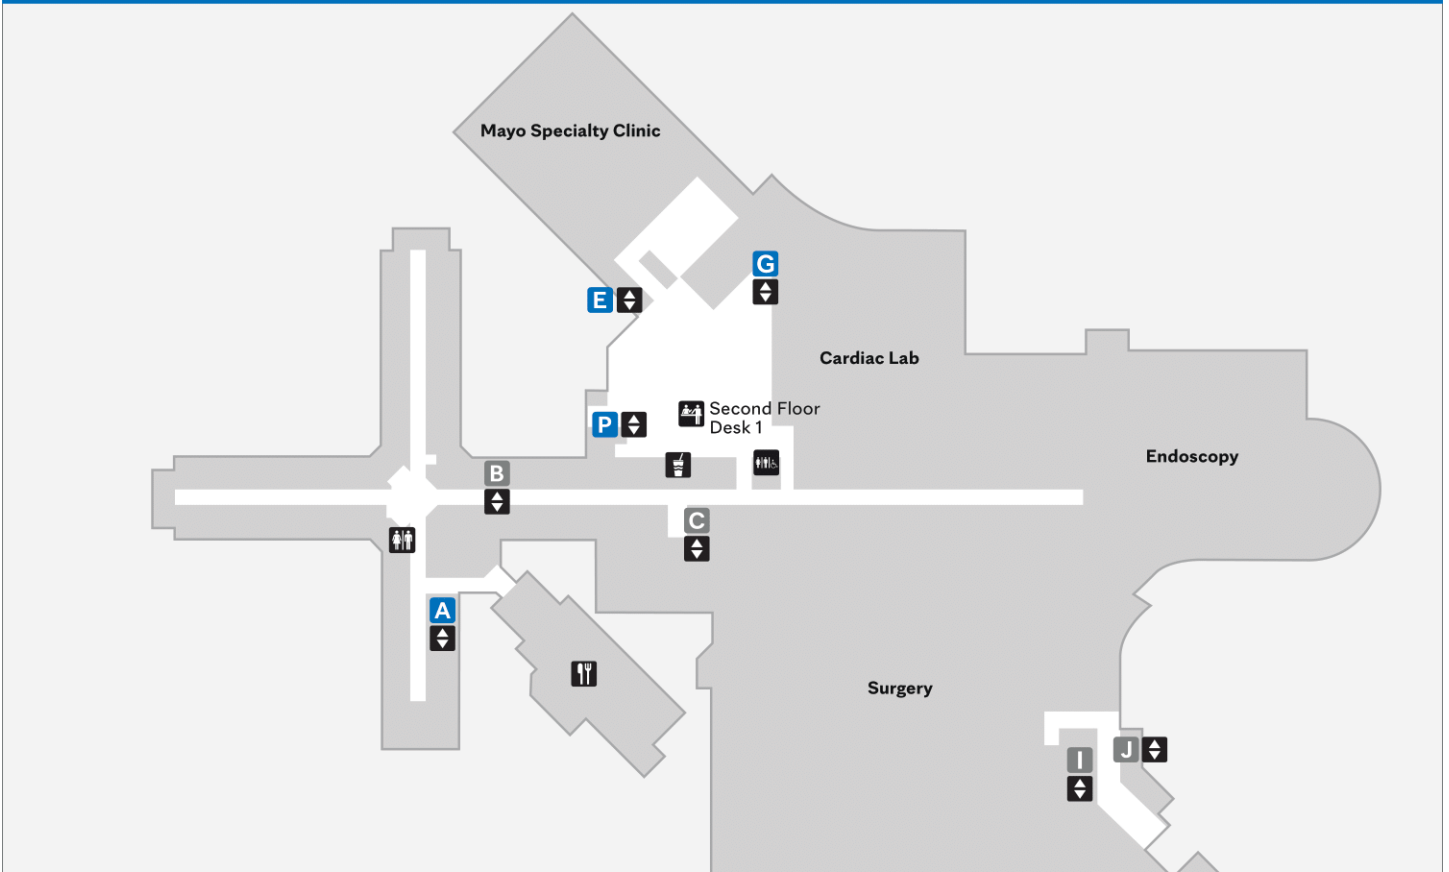 Mayo Specialty Clinic
G
E
Cardiac Lab
Second Floor
Desk 1
P
Endoscopy
B
C
A
Surgery
J
I